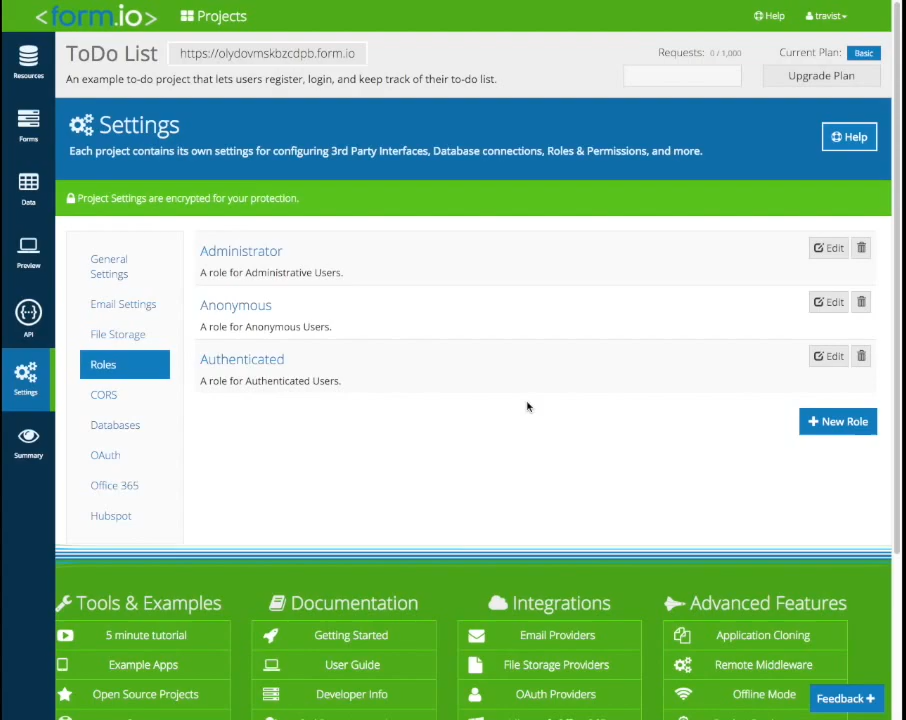 <form.io>
Projects
Help
travist
Resources
Forms
Data
Preview
API
Settings
Summary
ToDo List
https://olydovmskbzcdpb.form.io
An example to-do project that lets users register, login, and keep track of their to-do list.
Requests: 0 / 1,000
Current Plan: Basic
Upgrade Plan
Settings
Each project contains its own settings for configuring 3rd Party Interfaces, Database connections, Roles & Permissions, and more.
Help
Project Settings are encrypted for your protection.
General
Settings
Email Settings
File Storage
Roles
CORS
Databases
OAuth
Office 365
Hubspot
Administrator
A role for Administrative Users.
Edit
Anonymous
A role for Anonymous Users.
Edit
Authenticated
A role for Authenticated Users.
Edit
+ New Role
Tools & Examples
5 minute tutorial
Example Apps
Open Source Projects
Documentation
Getting Started
User Guide
Developer Info
Integrations
Email Providers
File Storage Providers
OAuth Providers
Advanced Features
Application Cloning
Remote Middleware
Offline Mode
Feedback +